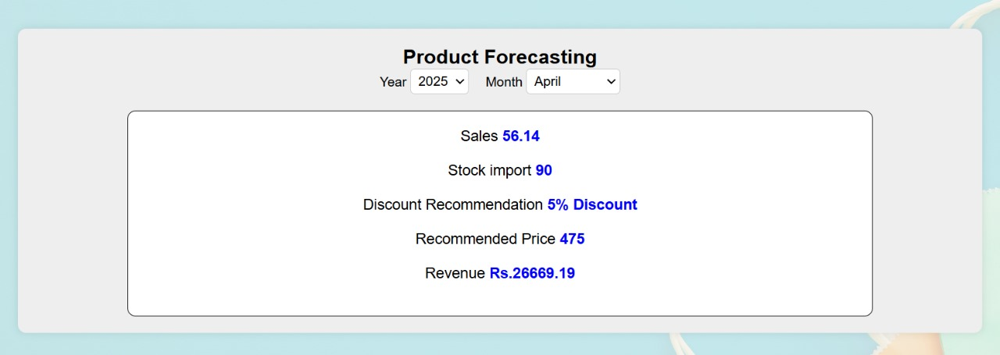 Product Forecasting
Year 2025 Month April
Sales 56.14
Stock import 90
Discount Recommendation 5% Discount
Recommended Price 475
Revenue Rs.26669.19